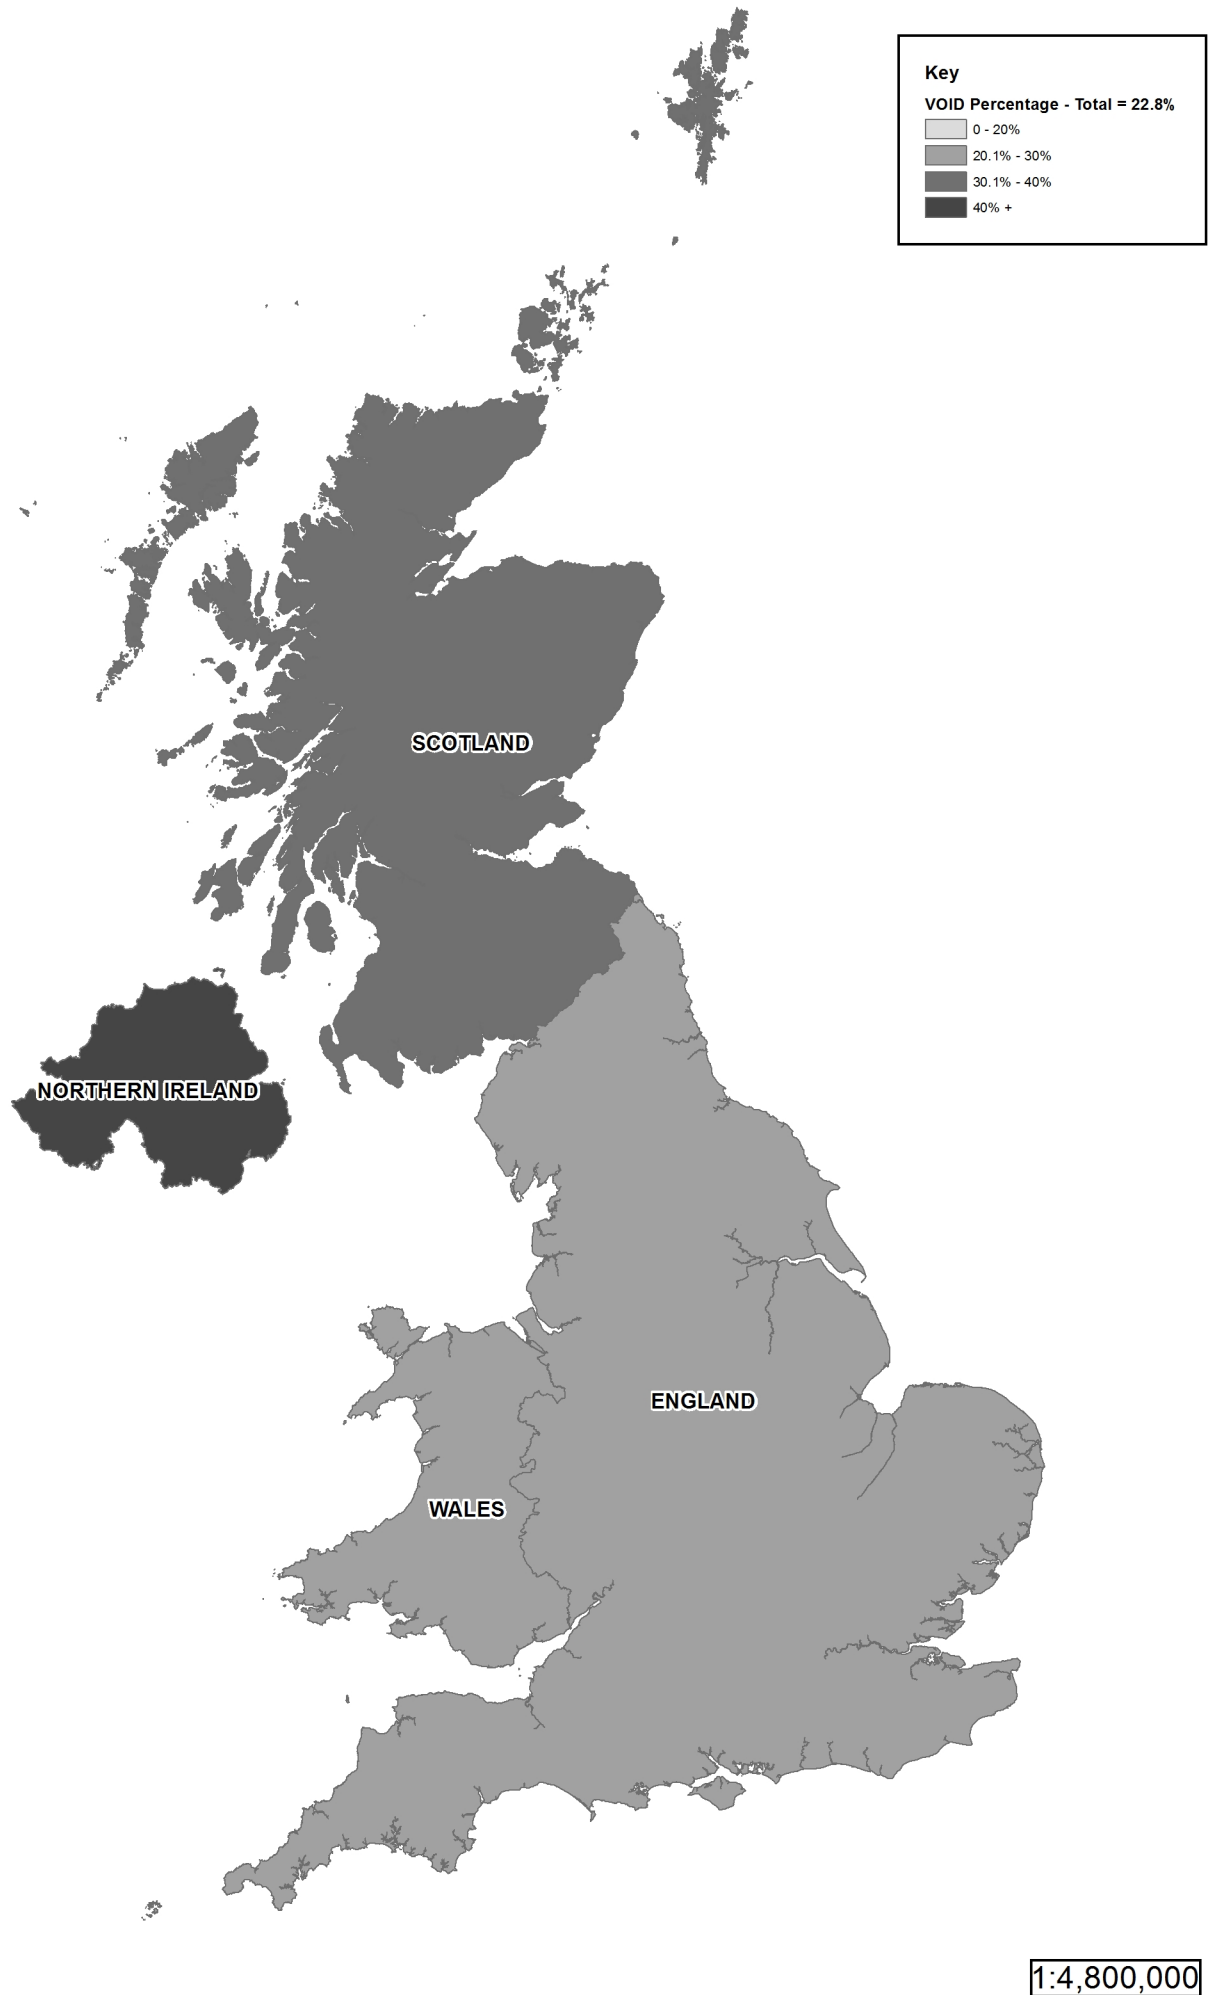 Key
VOID Percentage - Total = 22.8%
0 - 20%
20.1% - 30%
30.1% - 40%
40% +
SCOTLAND
NORTHERN IRELAND
ENGLAND
WALES
1:4,800,000